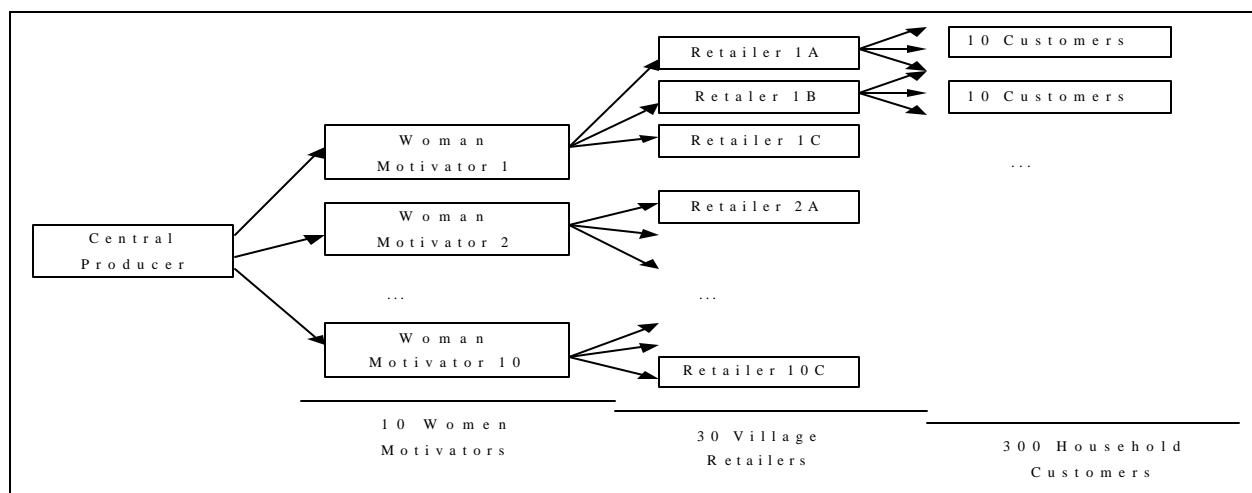 Central
Producer
Woman
Motivator 1
Woman
Motivator 2
...
Woman
Motivator 10
10 Women
Motivators
Retailer 1A
Retaler 1B
Retailer 1C
Retailer 2A
...
Retailer 10C
30 Village
Retailers
10 Customers
10 Customers
...
300 Household
Customers